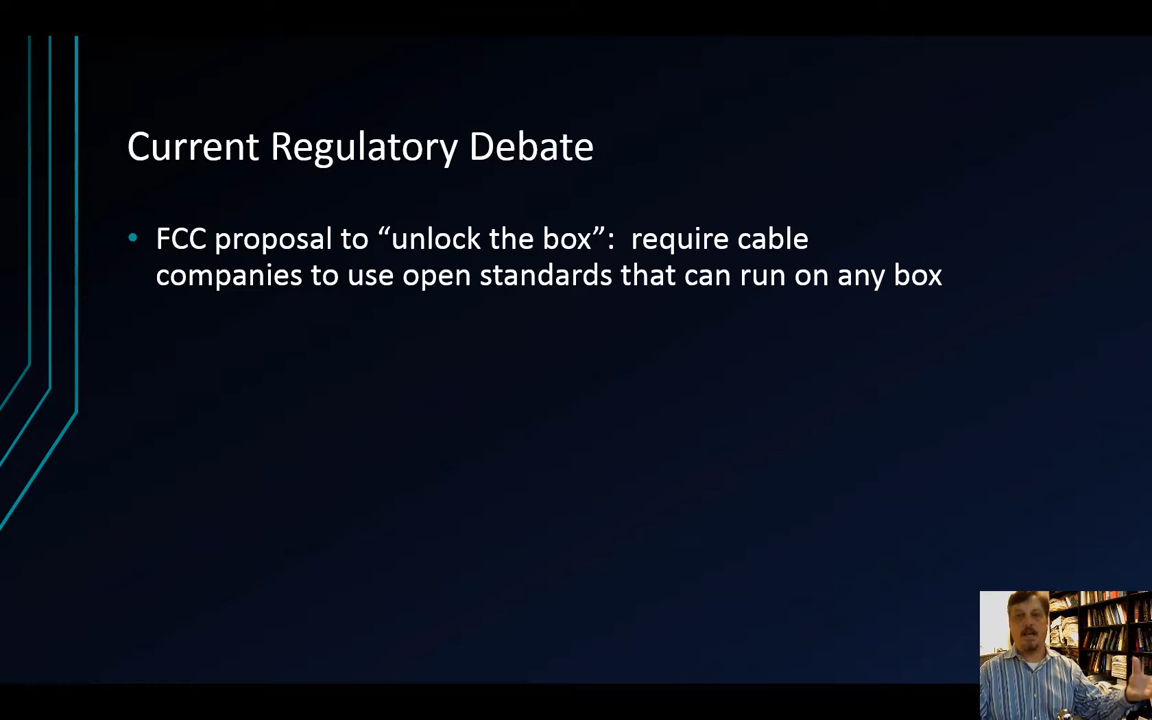 Current Regulatory Debate
• FCC proposal to “unlock the box”:  require cable
companies to use open standards that can run on any box